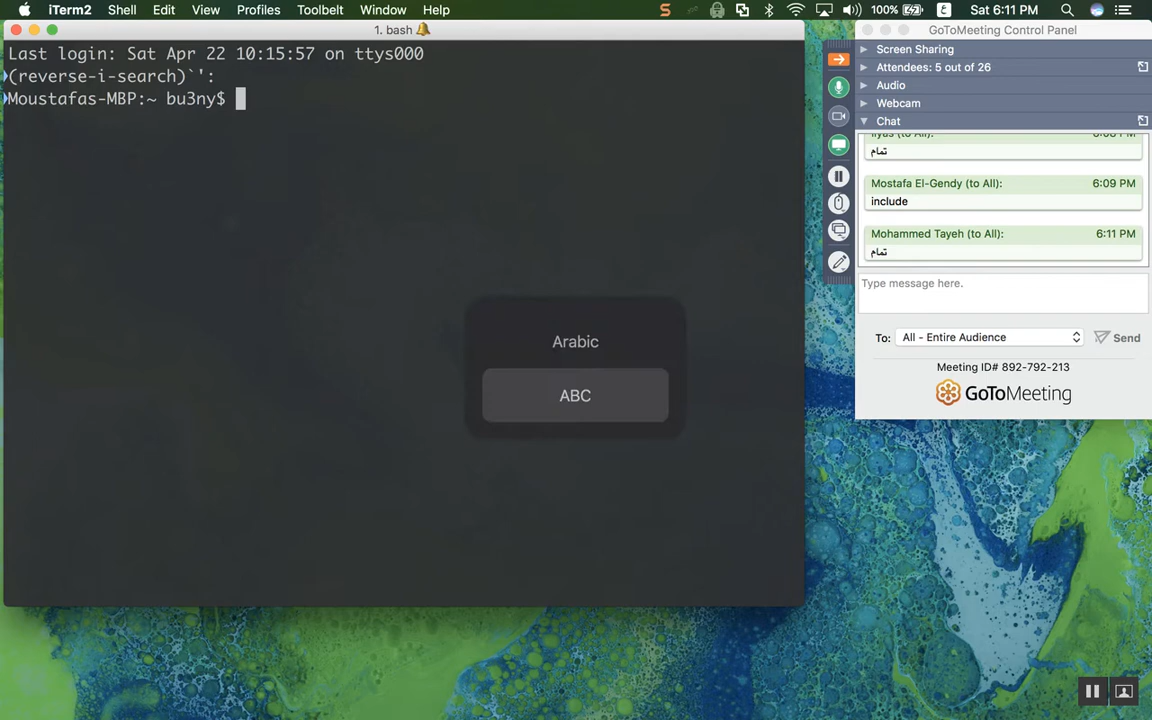 iTerm2 Shell Edit View Profiles Toolbelt Window Help
100% ع Sat 6:11 PM
1. bash
Last login: Sat Apr 22 10:15:57 on ttys000
(reverse-i-search)`':
Moustafas-MBP:~ bu3ny$
Arabic
ABC
GoToMeeting Control Panel
Screen Sharing
Attendees: 5 out of 26
Audio
Webcam
Chat
تمام
Mostafa El-Gendy (to All): 6:09 PM
include
Mohammed Tayeh (to All): 6:11 PM
تمام
Type message here.
To: All - Entire Audience Send
Meeting ID# 892-792-213
GoToMeeting